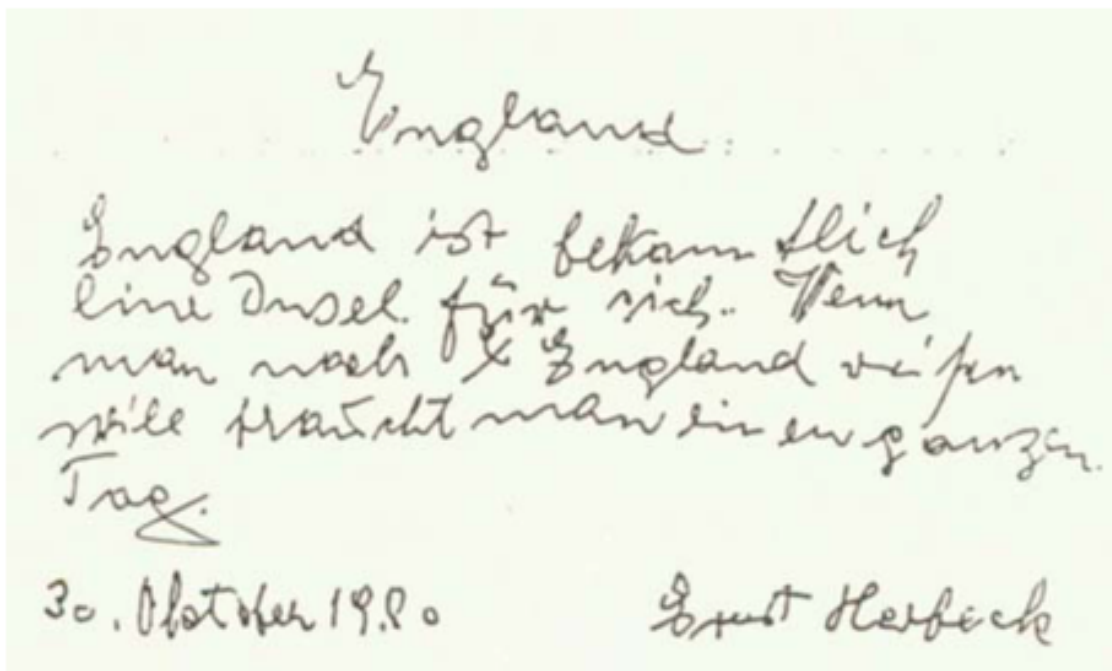 England
England ist bekanntlich
eine Insel. für sich. Wenn
man nach X England reisen
will braucht man einen ganzen.
Tag.
30. Oktober 1980 Ernst Herbeck